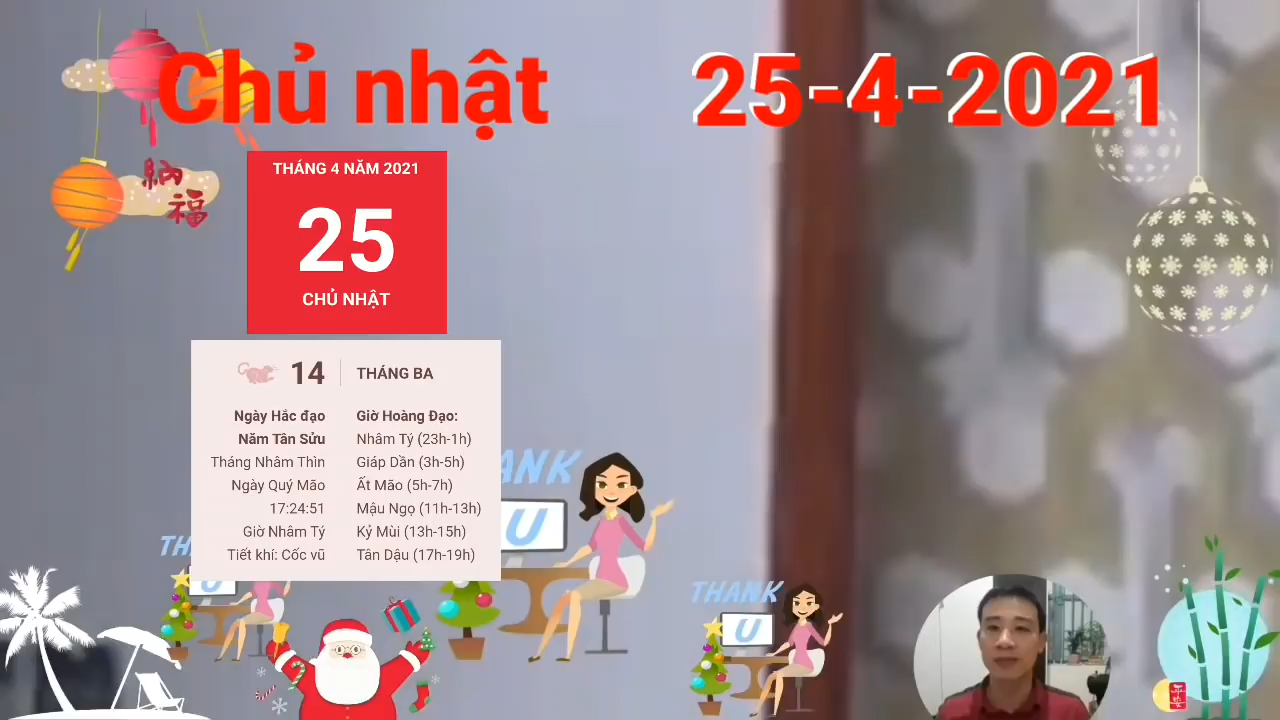 Chủ nhật 25-4-2021
納
福
THÁNG 4 NĂM 2021
25
CHỦ NHẬT
14 THÁNG BA
Ngày Hắc đạo
Năm Tân Sửu
Tháng Nhâm Thìn
Ngày Quý Mão
17:24:51
Giờ Nhâm Tý
Tiết khí: Cốc vũ
Giờ Hoàng Đạo:
Nhâm Tý (23h-1h)
Giáp Dần (3h-5h)
Ất Mão (5h-7h)
Mậu Ngọ (11h-13h)
Kỷ Mùi (13h-15h)
Tân Dậu (17h-19h)
ANK
U
TH
U
THANK
U